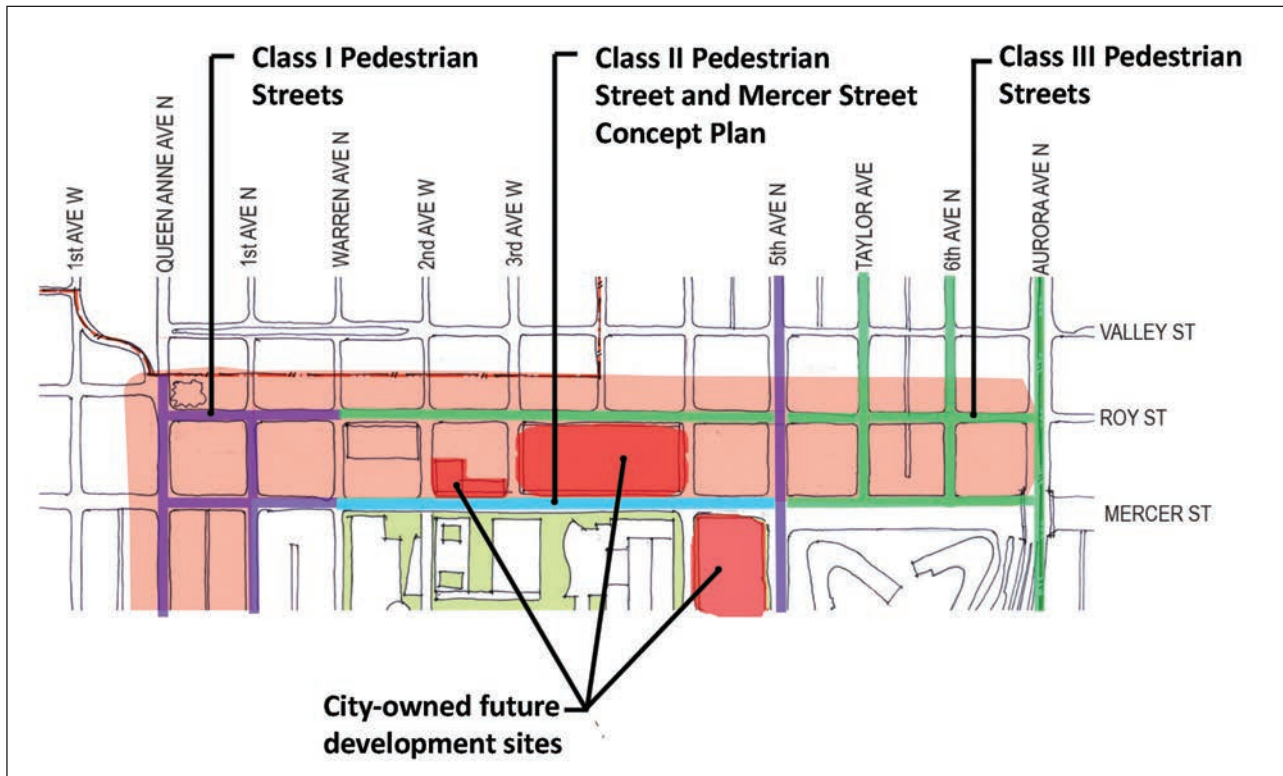 Class I Pedestrian
Streets
Class II Pedestrian
Street and Mercer Street
Concept Plan
Class III Pedestrian
Streets
1st AVE W
QUEEN ANNE AVE N
1st AVE N
WARREN AVE N
2nd AVE W
3rd AVE W
5th AVE N
TAYLOR AVE
6th AVE N
AURORA AVE N
VALLEY ST
ROY ST
MERCER ST
City-owned future
development sites